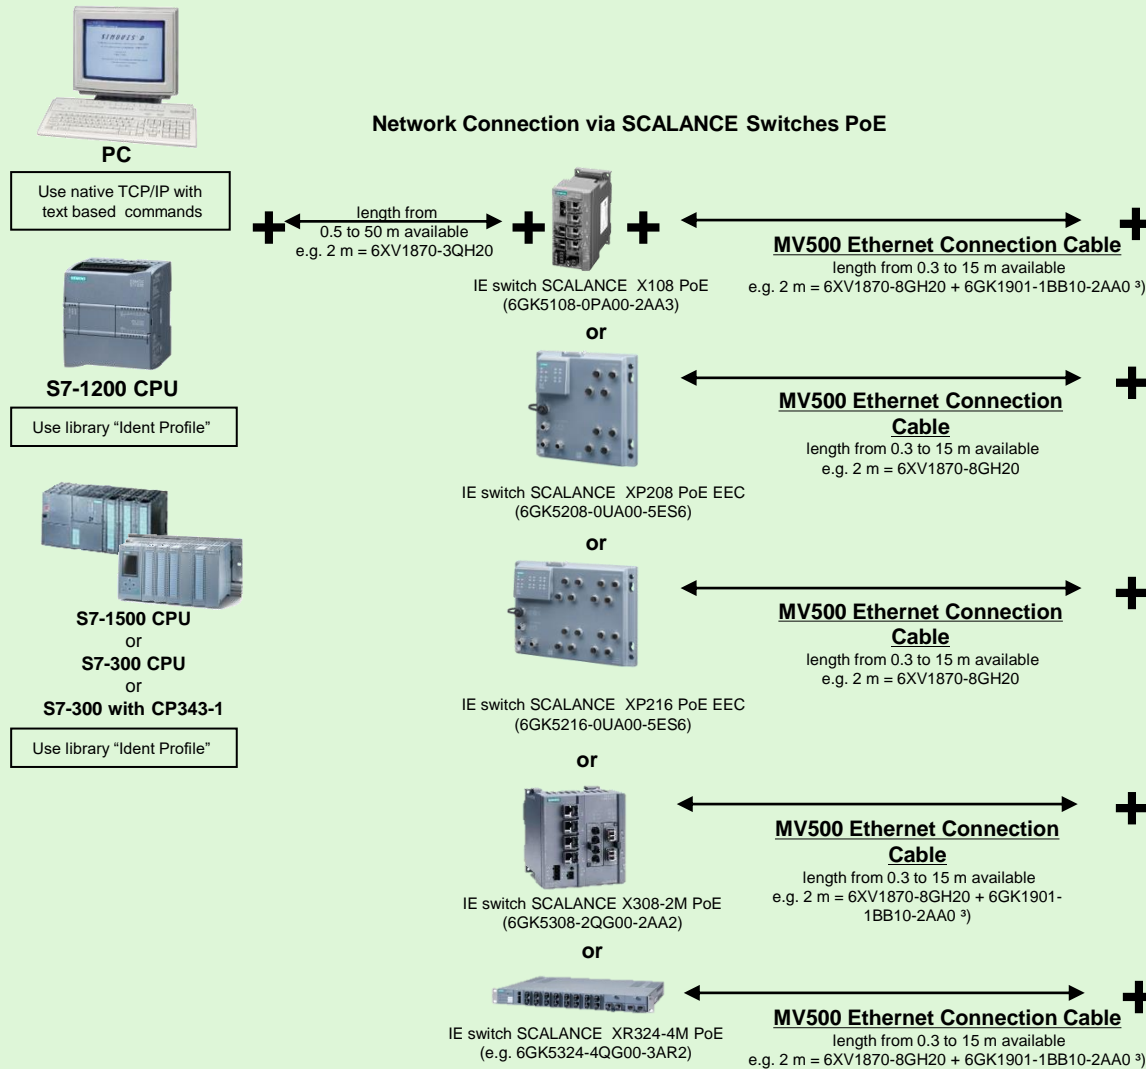 PC
Use native TCP/IP with
text based commands
S7-1200 CPU
Use library “Ident Profile”
S7-1500 CPU
or
S7-300 CPU
or
S7-300 with CP343-1
Use library “Ident Profile”
Network Connection via SCALANCE Switches PoE
length from
0.5 to 50 m available
e.g. 2 m = 6XV1870-3QH20
IE switch SCALANCE X108 PoE
(6GK5108-0PA00-2AA3)
MV500 Ethernet Connection Cable
length from 0.3 to 15 m available
e.g. 2 m = 6XV1870-8GH20 + 6GK1901-1BB10-2AA0 ³)
or
IE switch SCALANCE XP208 PoE EEC
(6GK5208-0UA00-5ES6)
MV500 Ethernet Connection
Cable
length from 0.3 to 15 m available
e.g. 2 m = 6XV1870-8GH20
or
IE switch SCALANCE XP216 PoE EEC
(6GK5216-0UA00-5ES6)
MV500 Ethernet Connection
Cable
length from 0.3 to 15 m available
e.g. 2 m = 6XV1870-8GH20
or
IE switch SCALANCE X308-2M PoE
(6GK5308-2QG00-2AA2)
MV500 Ethernet Connection
Cable
length from 0.3 to 15 m available
e.g. 2 m = 6XV1870-8GH20 + 6GK1901-
1BB10-2AA0 ³)
or
IE switch SCALANCE XR324-4M PoE
(e.g. 6GK5324-4QG00-3AR2)
MV500 Ethernet Connection Cable
length from 0.3 to 15 m available
e.g. 2 m = 6XV1870-8GH20 + 6GK1901-1BB10-2AA0 ³)